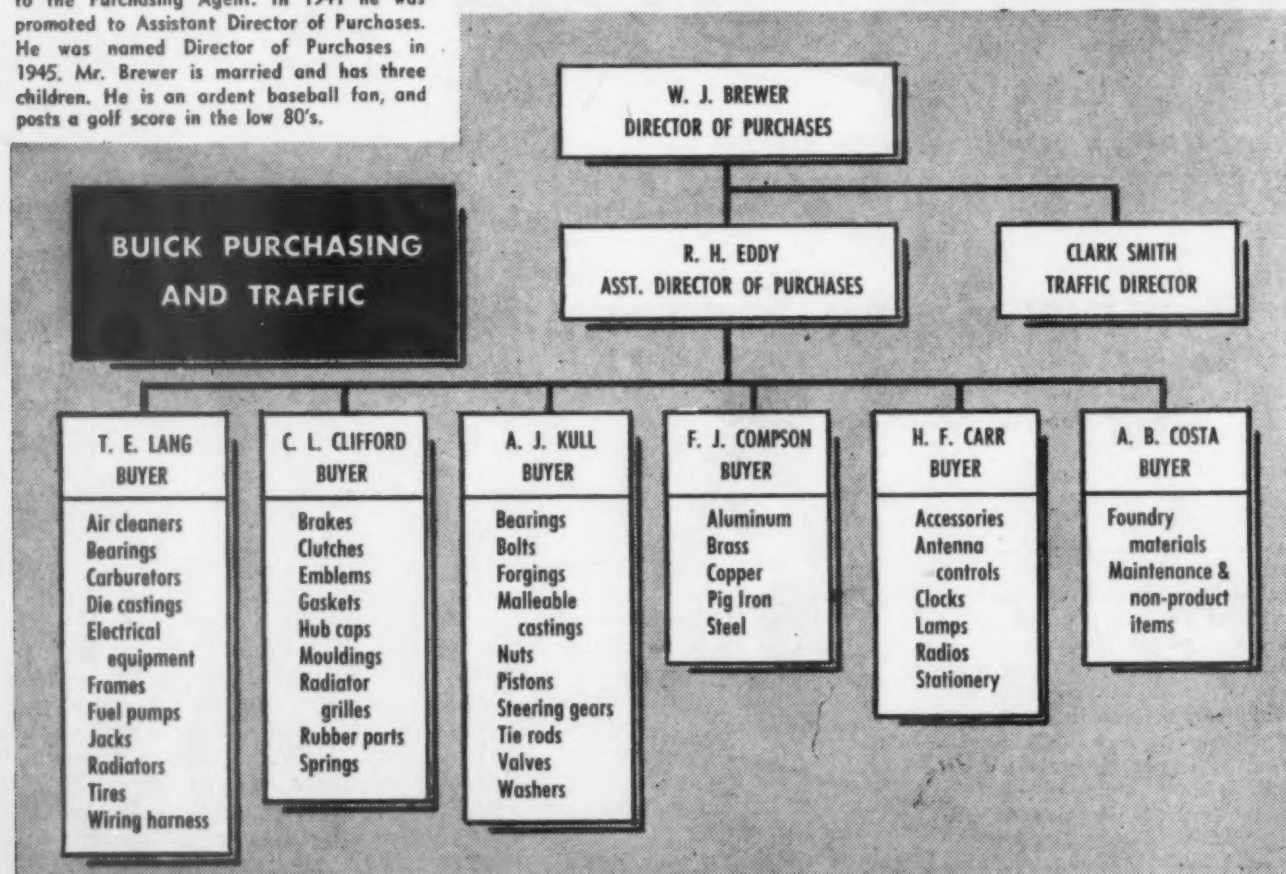 to the Purchasing Agent. In 1941 he was
promoted to Assistant Director of Purchases.
He was named Director of Purchases in
1945. Mr. Brewer is married and has three
children. He is an ardent baseball fan, and
posts a golf score in the low 80's.
W. J. BREWER
DIRECTOR OF PURCHASES
BUICK PURCHASING
AND TRAFFIC
R. H. EDDY
ASST. DIRECTOR OF PURCHASES
CLARK SMITH
TRAFFIC DIRECTOR
T. E. LANG
BUYER
Air cleaners
Bearings
Carburetors
Die castings
Electrical
equipment
Frames
Fuel pumps
Jacks
Radiators
Tires
Wiring harness
C. L. CLIFFORD
BUYER
Brakes
Clutches
Emblems
Gaskets
Hub caps
Mouldings
Radiator
grilles
Rubber parts
Springs
A. J. KULL
BUYER
Bearings
Bolts
Forgings
Malleable
castings
Nuts
Pistons
Steering gears
Tie rods
Valves
Washers
F. J. COMPSON
BUYER
Aluminum
Brass
Copper
Pig Iron
Steel
H. F. CARR
BUYER
Accessories
Antenna
controls
Clocks
Lamps
Radios
Stationery
A. B. COSTA
BUYER
Foundry
materials
Maintenance &
non-product
items